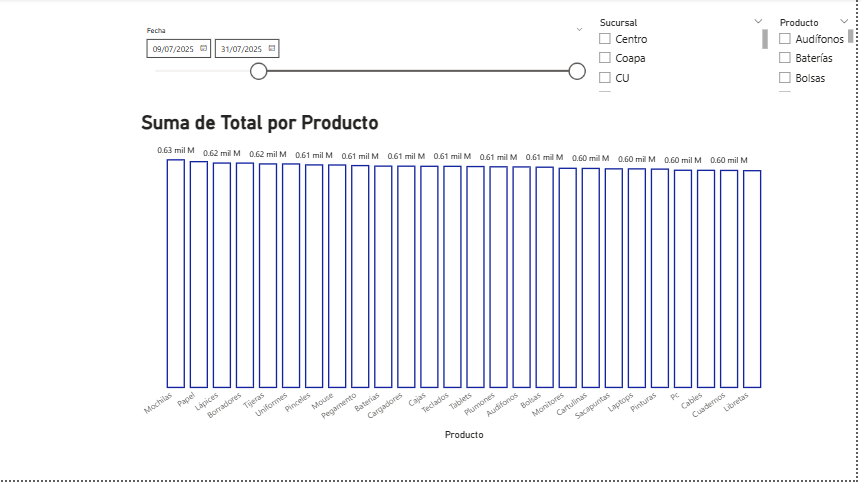 Fecha
09/07/2025 31/07/2025
Sucursal
Centro
Coapa
CU
Producto
Audífonos
Baterías
Bolsas
Suma de Total por Producto
0.63 mil M 0.62 mil M 0.62 mil M 0.61 mil M 0.61 mil M 0.61 mil M 0.61 mil M 0.61 mil M 0.61 mil M 0.60 mil M 0.60 mil M 0.60 mil M 0.60 mil M
Mochilas Papel Lápices Borradores Tijeras Uniformes Pinceles Mouse Pegamento Baterías Cargadores Cajas Teclados Tablets Plumones Audífonos Bolsas Monitores Cartulinas Sacapuntas Laptops Pinturas Pc Cables Cuadernos Libretas
Producto